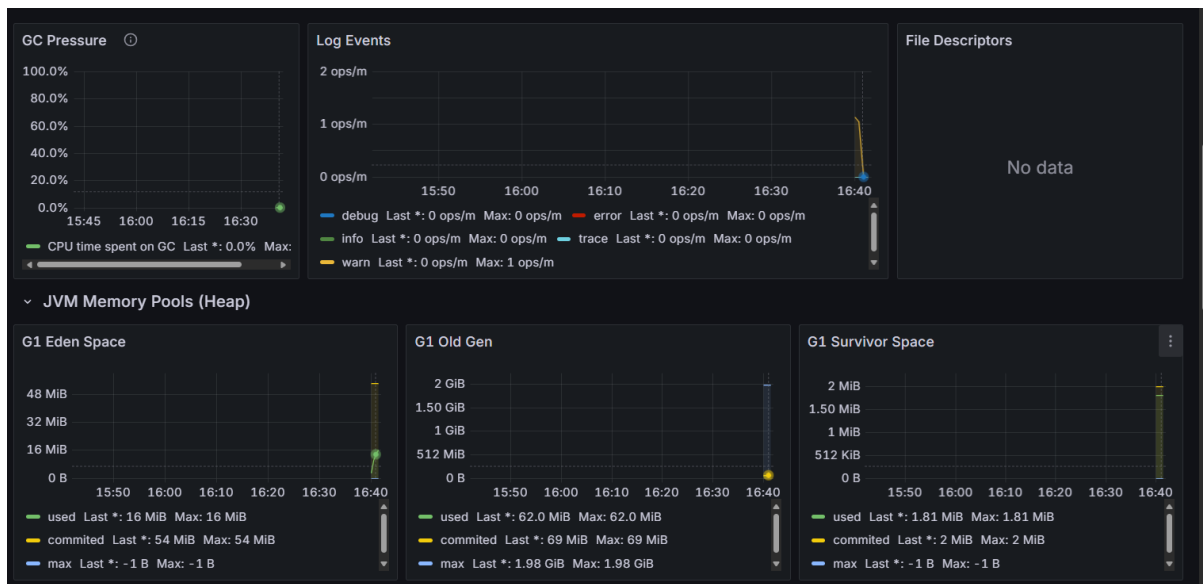 GC Pressure
100.0%
80.0%
60.0%
40.0%
20.0%
0.0%
15:45 16:00 16:15 16:30
CPU time spent on GC Last *: 0.0% Max:
Log Events
2 ops/m
1 ops/m
0 ops/m
15:50 16:00 16:10 16:20 16:30 16:40
debug Last *: 0 ops/m Max: 0 ops/m error Last *: 0 ops/m Max: 0 ops/m
info Last *: 0 ops/m Max: 0 ops/m trace Last *: 0 ops/m Max: 0 ops/m
warn Last *: 0 ops/m Max: 1 ops/m
File Descriptors
No data
JVM Memory Pools (Heap)
G1 Eden Space
48 MiB
32 MiB
16 MiB
0 B
15:50 16:00 16:10 16:20 16:30 16:40
used Last *: 16 MiB Max: 16 MiB
commited Last *: 54 MiB Max: 54 MiB
max Last *: -1 B Max: -1 B
G1 Old Gen
2 GiB
1.50 GiB
1 GiB
512 MiB
0 B
15:50 16:00 16:10 16:20 16:30 16:40
used Last *: 62.0 MiB Max: 62.0 MiB
commited Last *: 69 MiB Max: 69 MiB
max Last *: 1.98 GiB Max: 1.98 GiB
G1 Survivor Space
2 MiB
1.50 MiB
1 MiB
512 KiB
0 B
15:50 16:00 16:10 16:20 16:30 16:40
used Last *: 1.81 MiB Max: 1.81 MiB
commited Last *: 2 MiB Max: 2 MiB
max Last *: -1 B Max: -1 B